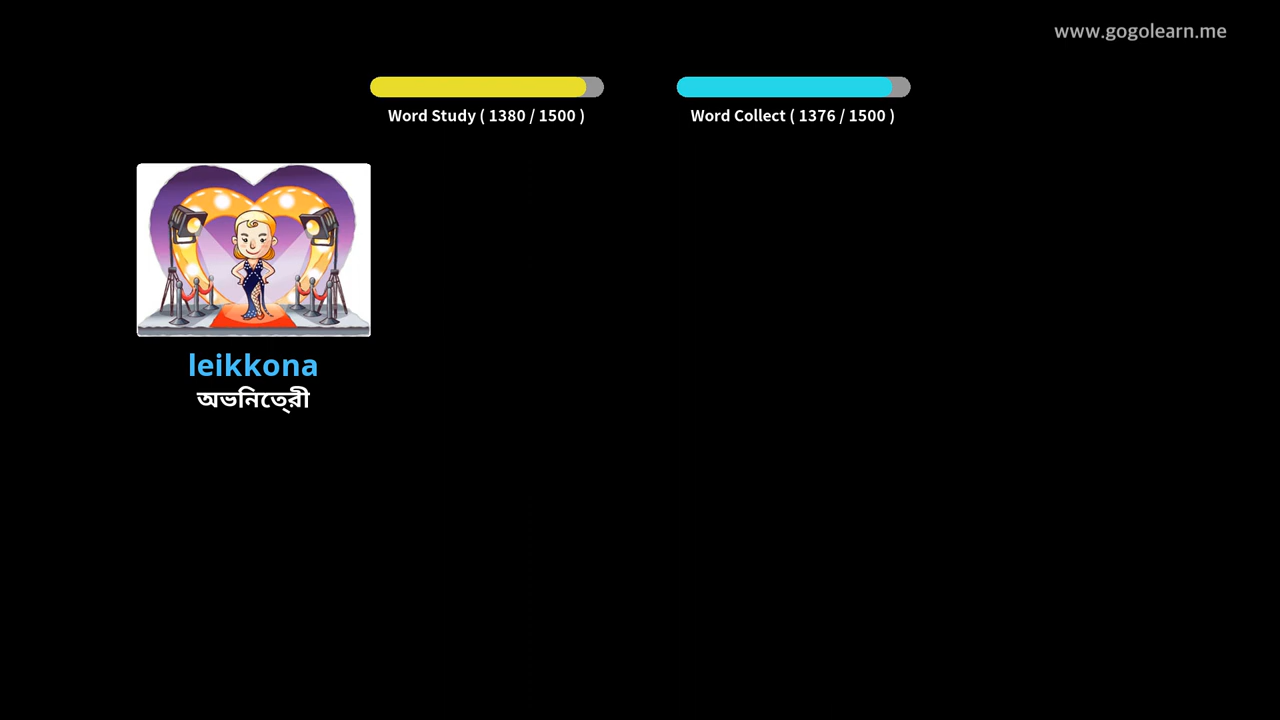 www.gogolearn.me
Word Study ( 1380 / 1500 )
Word Collect ( 1376 / 1500 )
leikkona
অভিনেত্রী